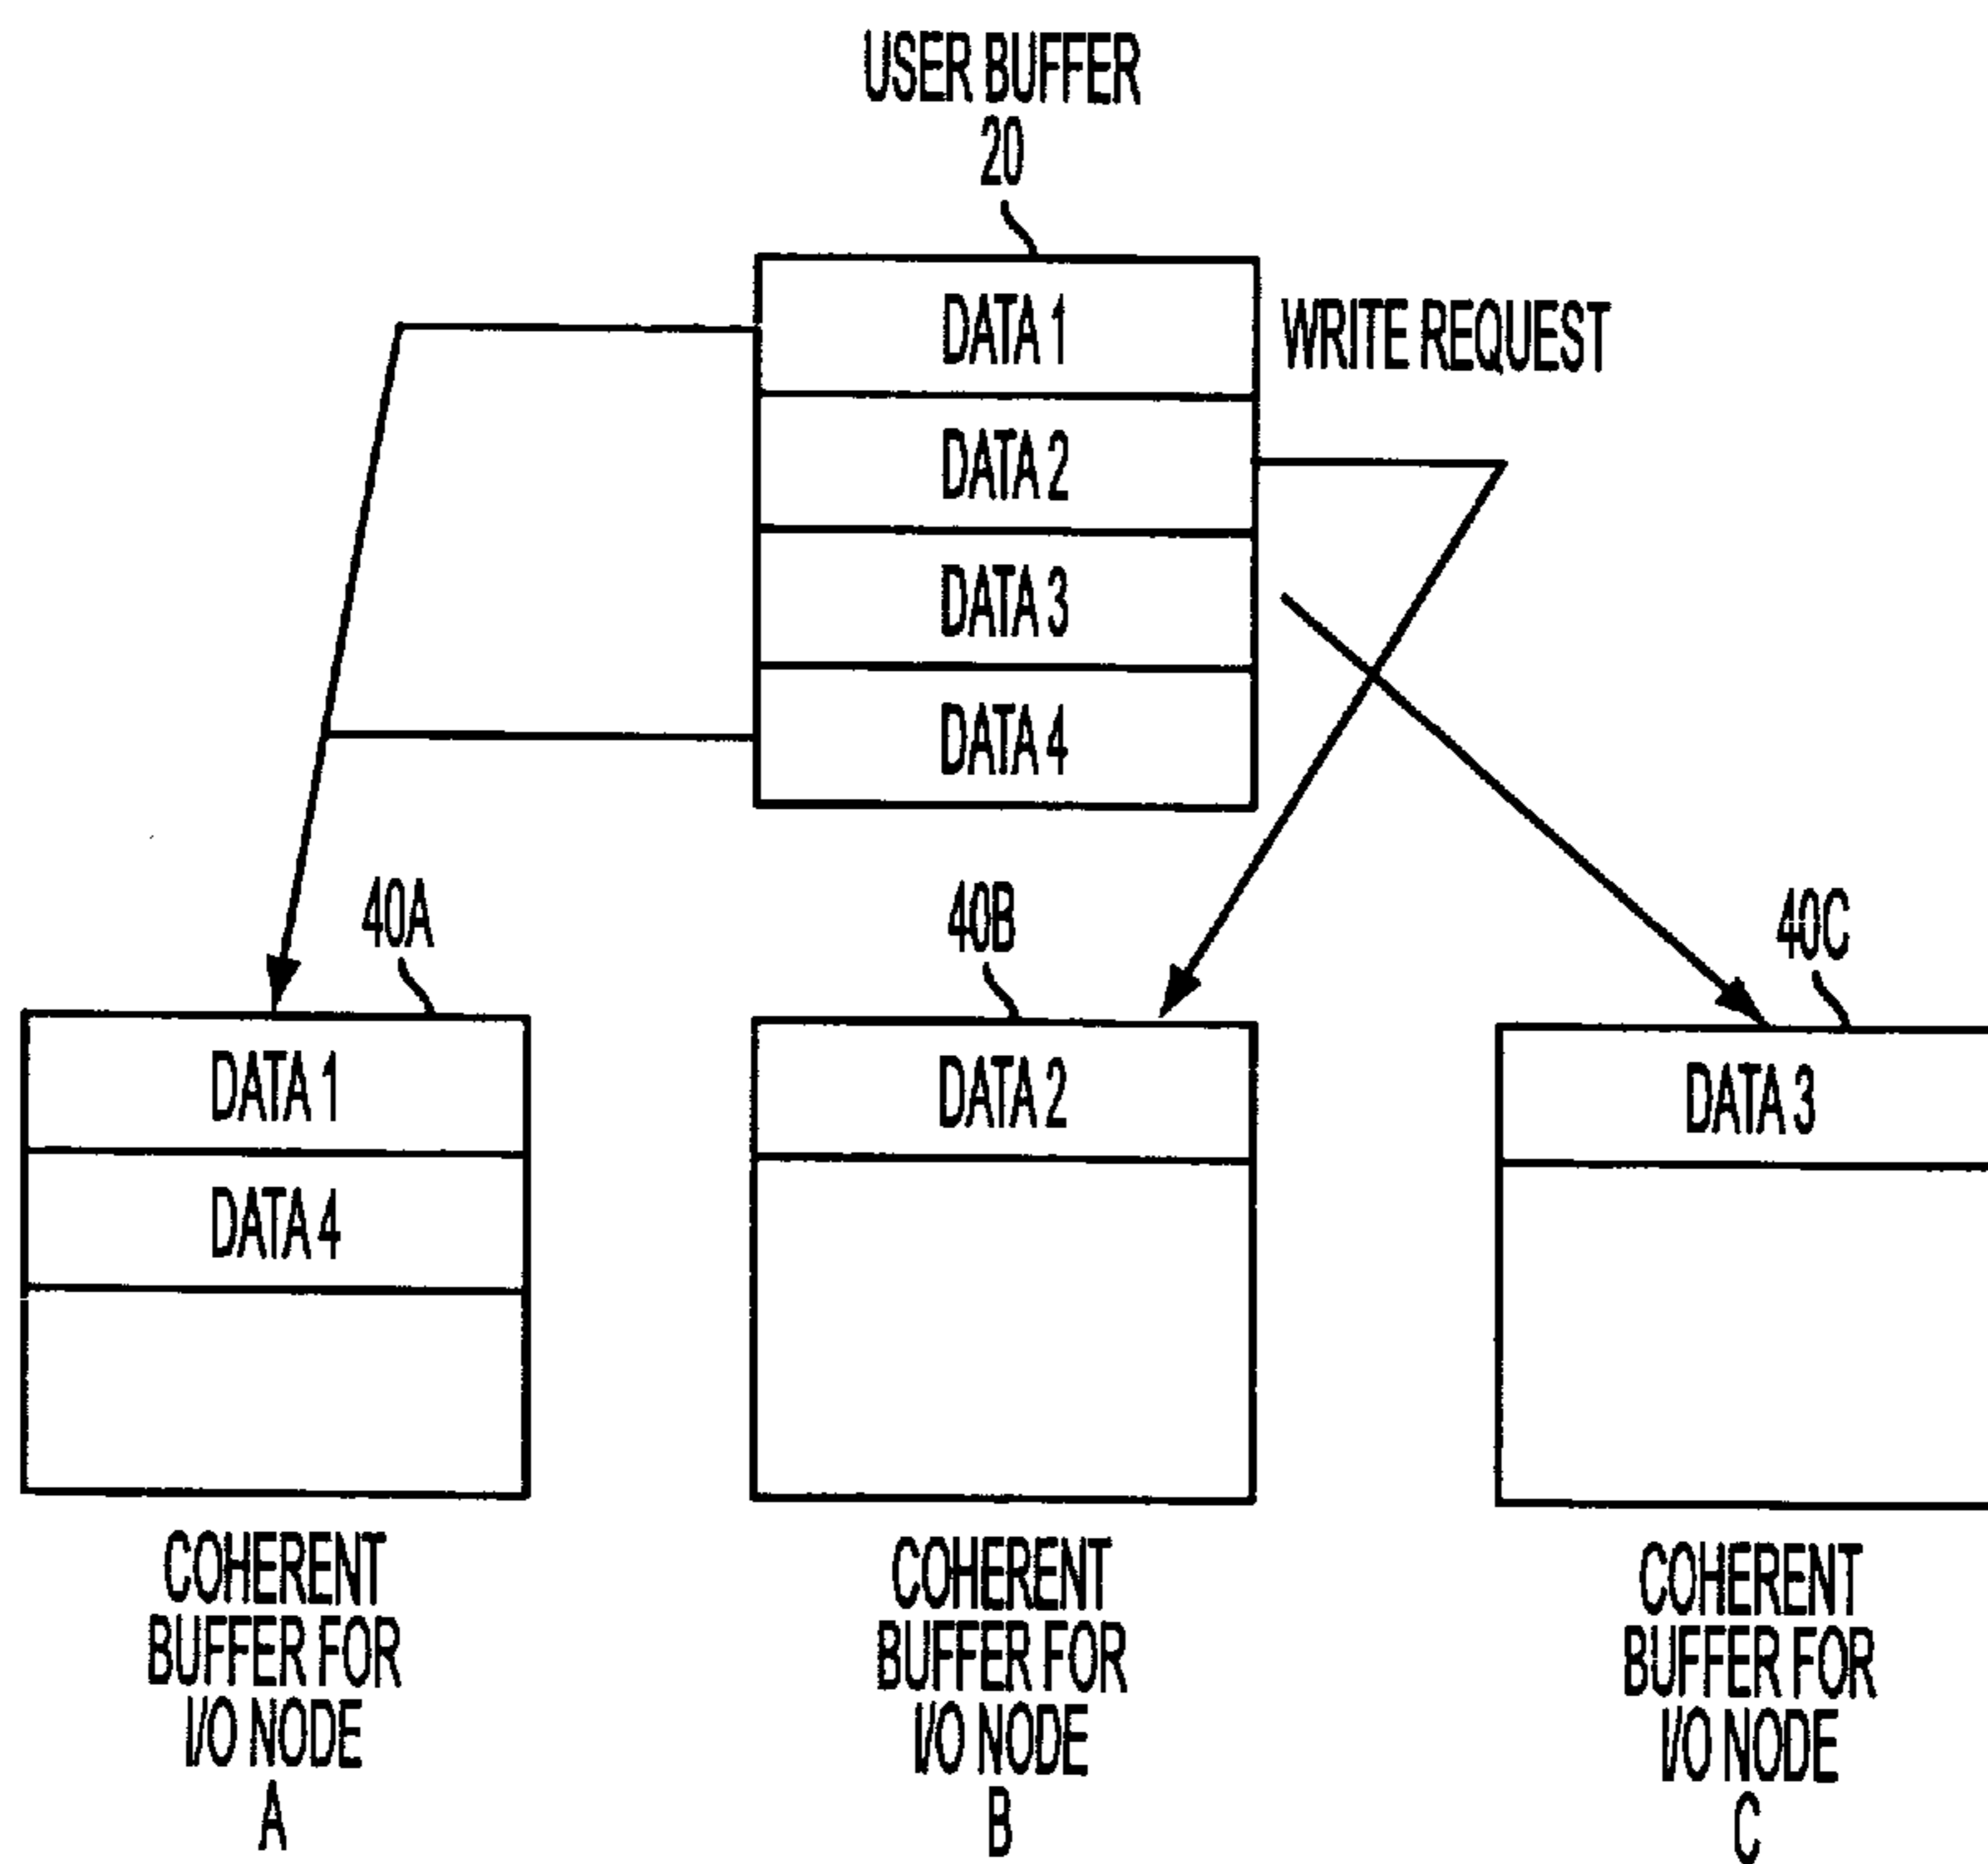 USER BUFFER
20
DATA 1
WRITE REQUEST
DATA 2
DATA 3
DATA 4
40A
40B
40C
DATA 1
DATA 4
DATA 2
DATA 3
COHERENT
BUFFER FOR
I/O NODE
A
COHERENT
BUFFER FOR
I/O NODE
B
COHERENT
BUFFER FOR
I/O NODE
C